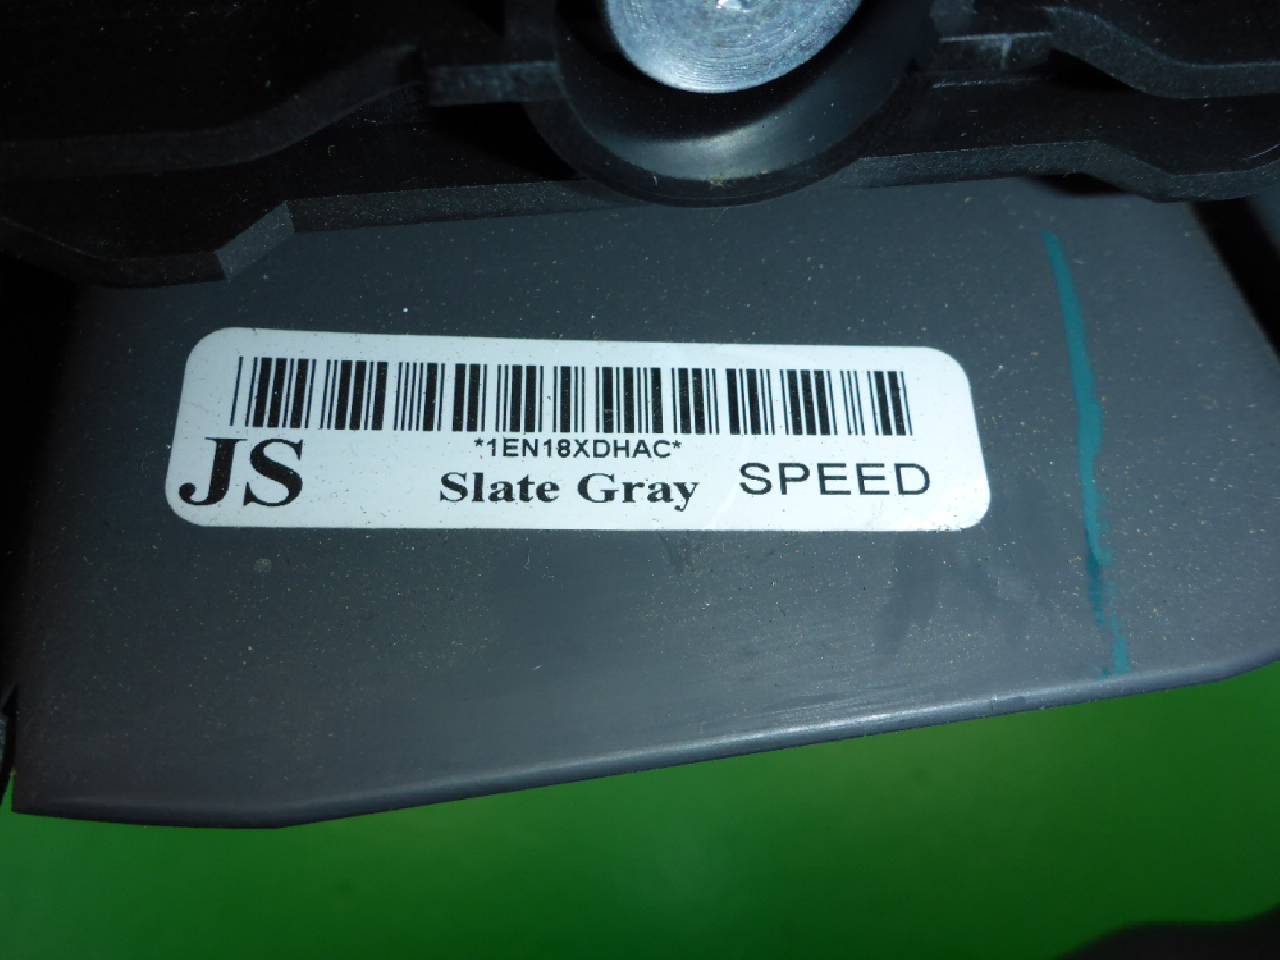 *1EN18XDHAC*
JS Slate Gray SPEED